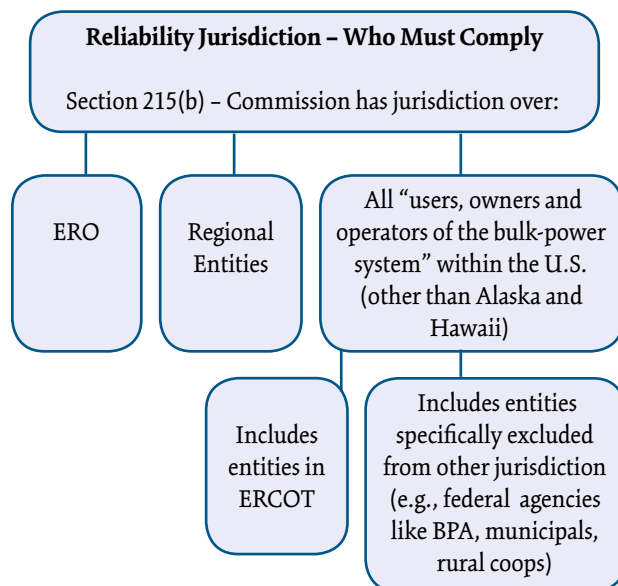 Reliability Jurisdiction – Who Must Comply
Section 215(b) – Commission has jurisdiction over:
ERO
Regional
Entities
All “users, owners and
operators of the bulk-power
system” within the U.S.
(other than Alaska and
Hawaii)
Includes
entities in
ERCOT
Includes entities
specifically excluded
from other jurisdiction
(e.g., federal agencies
like BPA, municipals,
rural coops)